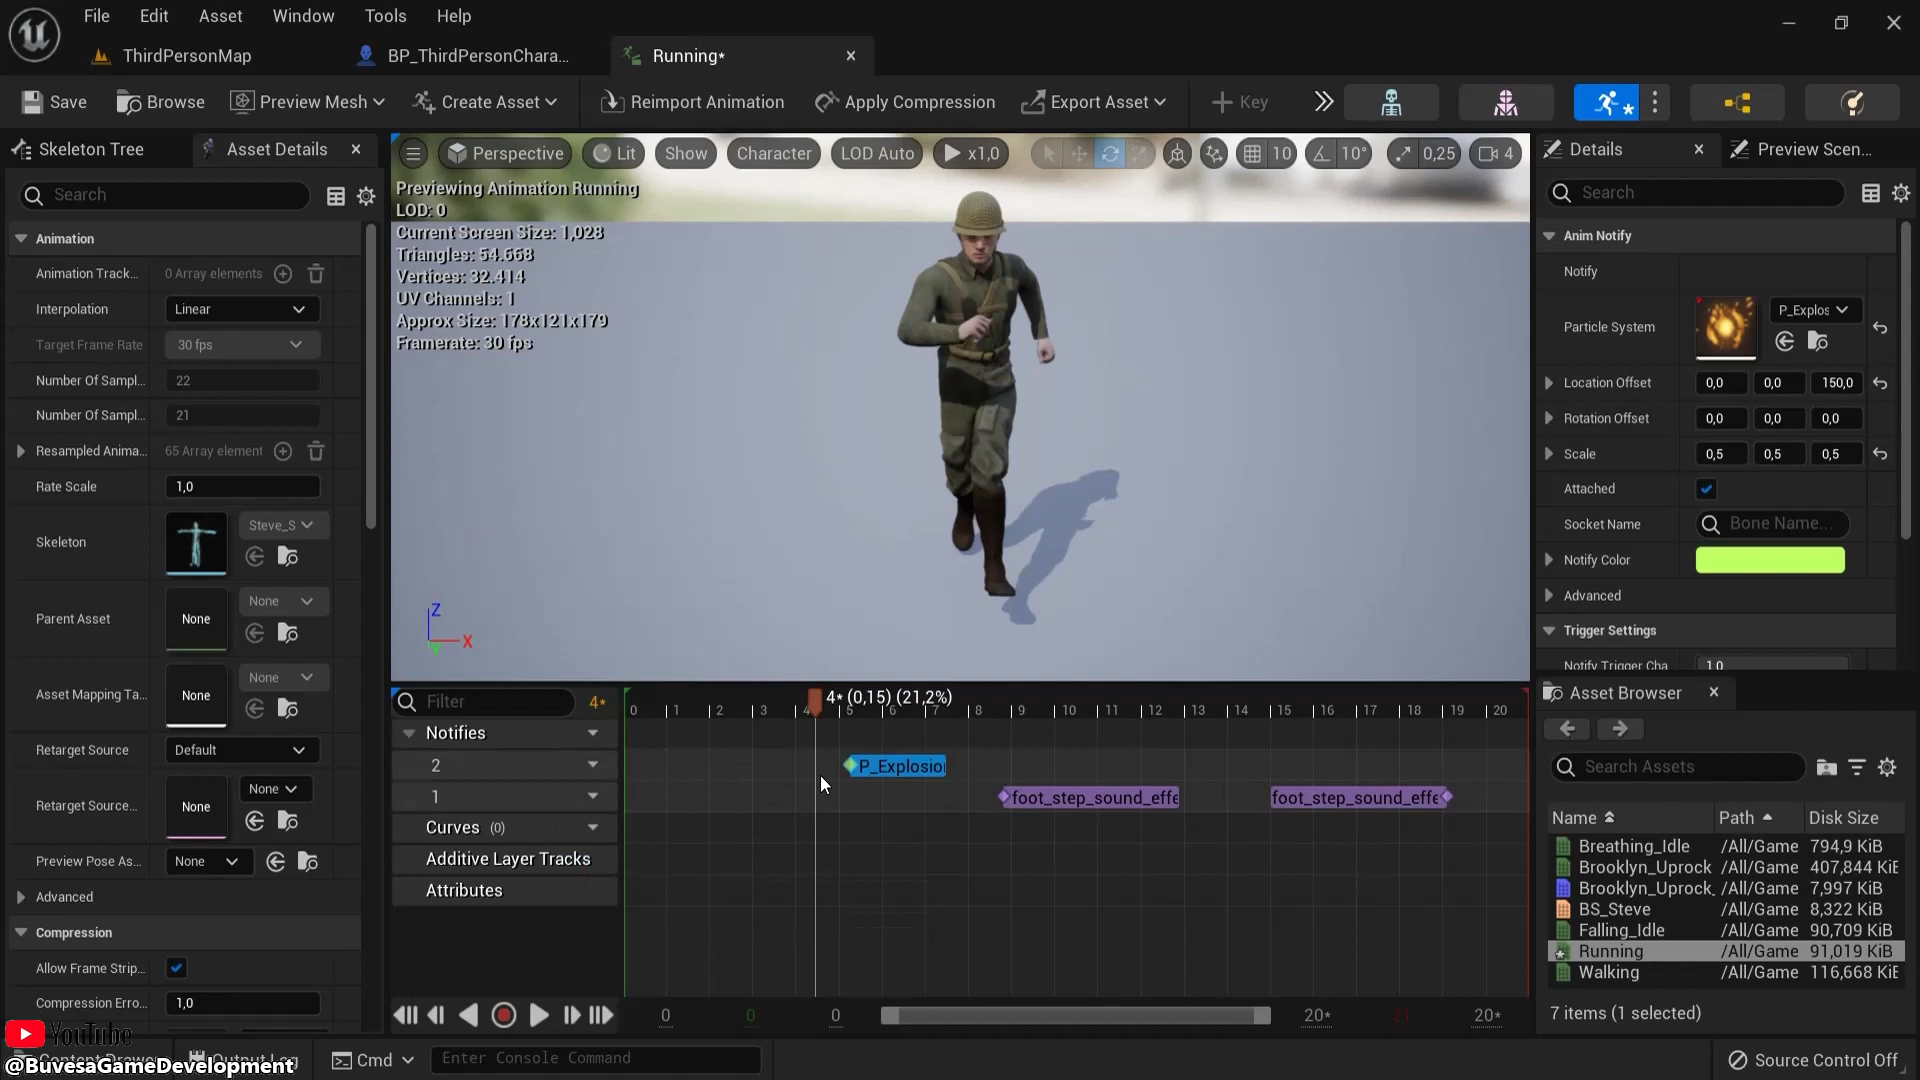 File Edit Asset Window Tools Help
ThirdPersonMap BP_ThirdPersonChara... Running*
Save Browse Preview Mesh Create Asset Reimport Animation Apply Compression Export Asset Key
Skeleton Tree Asset Details
Search
Animation
Animation Track... 0 Array elements
Interpolation Linear
Target Frame Rate 30 fps
Number Of Sampl... 22
Number Of Sampl... 21
Resampled Anima... 65 Array element
Rate Scale 1,0
Skeleton Steve_S
Parent Asset None None
Asset Mapping Ta... None None
Retarget Source Default
Retarget Source... None None
Preview Pose As... None
Advanced
Compression
Allow Frame Strip...
Compression Erro... 1,0
Perspective Lit Show Character LOD Auto x1,0 10 10° 0,25 4
Previewing Animation Running
LOD: 0
Current Screen Size: 1,028
Triangles: 54.668
Vertices: 32.414
UV Channels: 1
Approx Size: 178x121x179
Framerate: 30 fps
Z
X
Y
Filter 4*
4* (0,15) (21,2%)
0 1 2 3 4 5 6 7 8 9 10 11 12 13 14 15 16 17 18 19 20
Notifies
2 P_Explosio
1 foot_step_sound_effe foot_step_sound_effe
Curves (0)
Additive Layer Tracks
Attributes
0 0 0 20* 21 20*
Details Preview Scen...
Search
Anim Notify
Notify
Particle System P_Explos
Location Offset 0,0 0,0 150,0
Rotation Offset 0,0 0,0 0,0
Scale 0,5 0,5 0,5
Attached
Socket Name Bone Name...
Notify Color
Advanced
Trigger Settings
Notify Trigger Cha 1,0
Asset Browser
Search Assets
Name Path Disk Size
Breathing_Idle /All/Game 794,9 KiB
Brooklyn_Uprock /All/Game 407,844 KiE
Brooklyn_Uprock_ /All/Game 7,997 KiB
BS_Steve /All/Game 8,322 KiB
Falling_Idle /All/Game 90,709 KiB
Running /All/Game 91,019 KiB
Walking /All/Game 116,668 KiE
7 items (1 selected)
YouTube
Content Drawer Output Log Cmd Enter Console Command Source Control Off
@BuvesaGameDevelopment